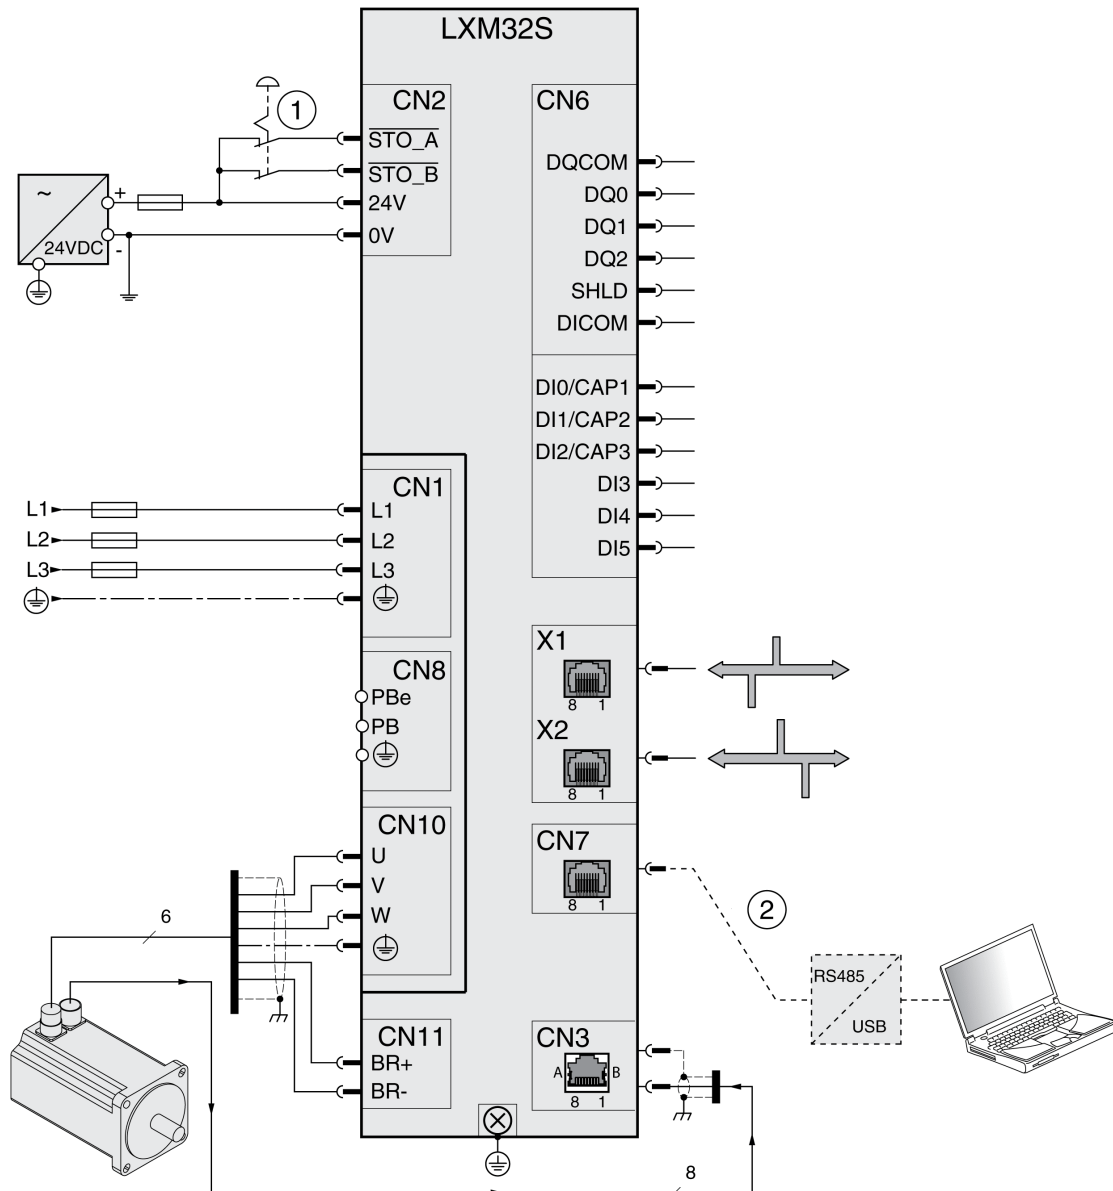 LXM32S
CN2
1
STO_A
STO_B
24V
0V
~
+
24VDC
-
CN6
DQCOM
DQ0
DQ1
DQ2
SHLD
DICOM
DI0/CAP1
DI1/CAP2
DI2/CAP3
DI3
DI4
DI5
CN1
L1
L1
L2
L2
L3
L3
CN8
PBe
PB
X1
8 1
X2
8 1
CN10
U
V
W
6
CN7
8 1
2
RS485
USB
CN11
BR+
BR-
CN3
A B
8 1
8